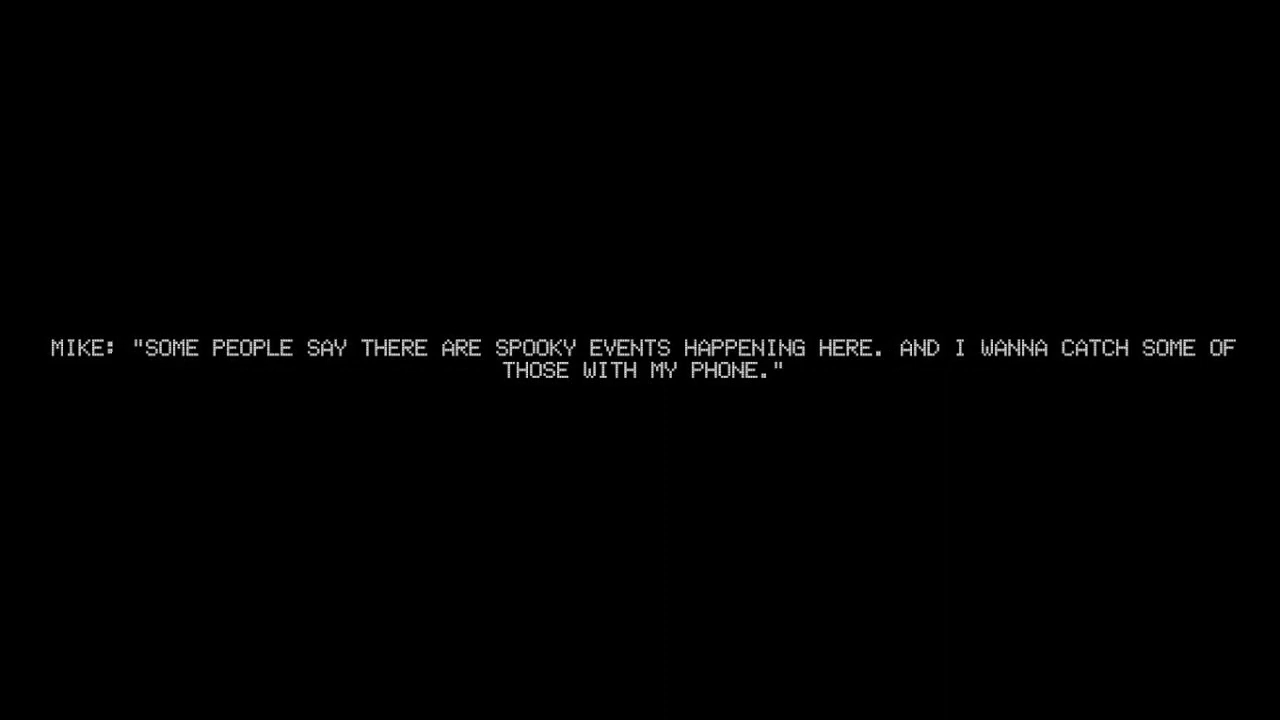 MIKE: "SOME PEOPLE SAY THERE ARE SPOOKY EVENTS HAPPENING HERE. AND I WANNA CATCH SOME OF
THOSE WITH MY PHONE."